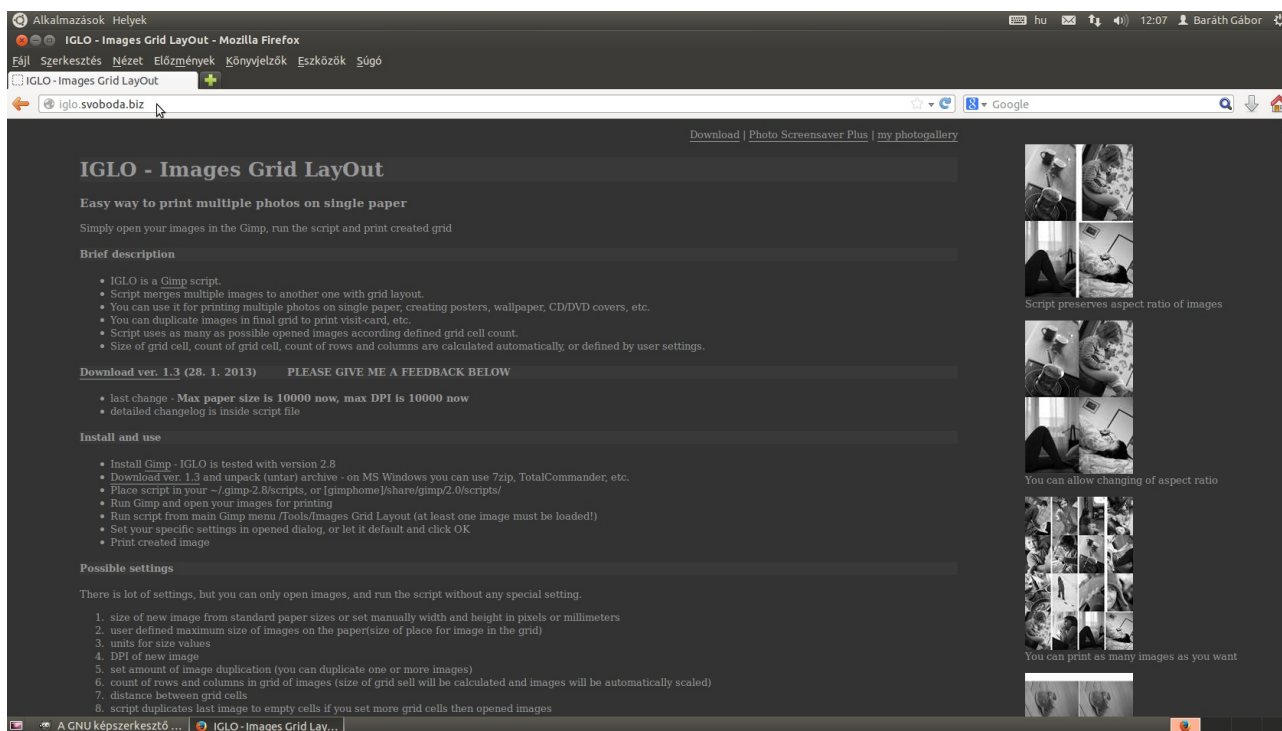 Alkalmazások Helyek
hu 12:07 Baráth Gábor
IGLO - Images Grid LayOut - Mozilla Firefox
Fájl Szerkesztés Nézet Előzmények Könyvjelzők Eszközök Súgó
IGLO - Images Grid LayOut
iglo.svoboda.biz
Google
Download | Photo Screensaver Plus | my photogallery
IGLO - Images Grid LayOut
Easy way to print multiple photos on single paper
Simply open your images in the Gimp, run the script and print created grid
Brief description
• IGLO is a Gimp script.
• Script merges multiple images to another one with grid layout.
• You can use it for printing multiple photos on single paper, creating posters, wallpaper, CD/DVD covers, etc.
• You can duplicate images in final grid to print visit-card, etc.
• Script uses as many as possible opened images according defined grid cell count.
• Size of grid cell, count of grid cell, count of rows and columns are calculated automatically, or defined by user settings.
Download ver. 1.3 (28. 1. 2013) PLEASE GIVE ME A FEEDBACK BELOW
• last change - Max paper size is 10000 now, max DPI is 10000 now
• detailed changelog is inside script file
Install and use
• Install Gimp - IGLO is tested with version 2.8
• Download ver. 1.3 and unpack (untar) archive - on MS Windows you can use 7zip, TotalCommander, etc.
• Place script in your ~/.gimp-2.8/scripts, or [gimphome]/share/gimp/2.0/scripts/
• Run Gimp and open your images for printing
• Run script from main Gimp menu /Tools/Images Grid Layout (at least one image must be loaded!)
• Set your specific settings in opened dialog, or let it default and click OK
• Print created image
Possible settings
There is lot of settings, but you can only open images, and run the script without any special setting.
1. size of new image from standard paper sizes or set manually width and height in pixels or millimeters
2. user defined maximum size of images on the paper(size of place for image in the grid)
3. units for size values
4. DPI of new image
5. set amount of image duplication (you can duplicate one or more images)
6. count of rows and columns in grid of images (size of grid sell will be calculated and images will be automatically scaled)
7. distance between grid cells
8. script duplicates last image to empty cells if you set more grid cells then opened images
Script preserves aspect ratio of images
You can allow changing of aspect ratio
You can print as many images as you want
A GNU képszerkesztő ...
IGLO - Images Grid Lay...